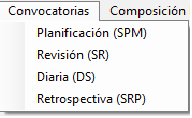 Convocatorias Composición
Planificación (SPM)
Revisión (SR)
Diaria (DS)
Retrospectiva (SRP)